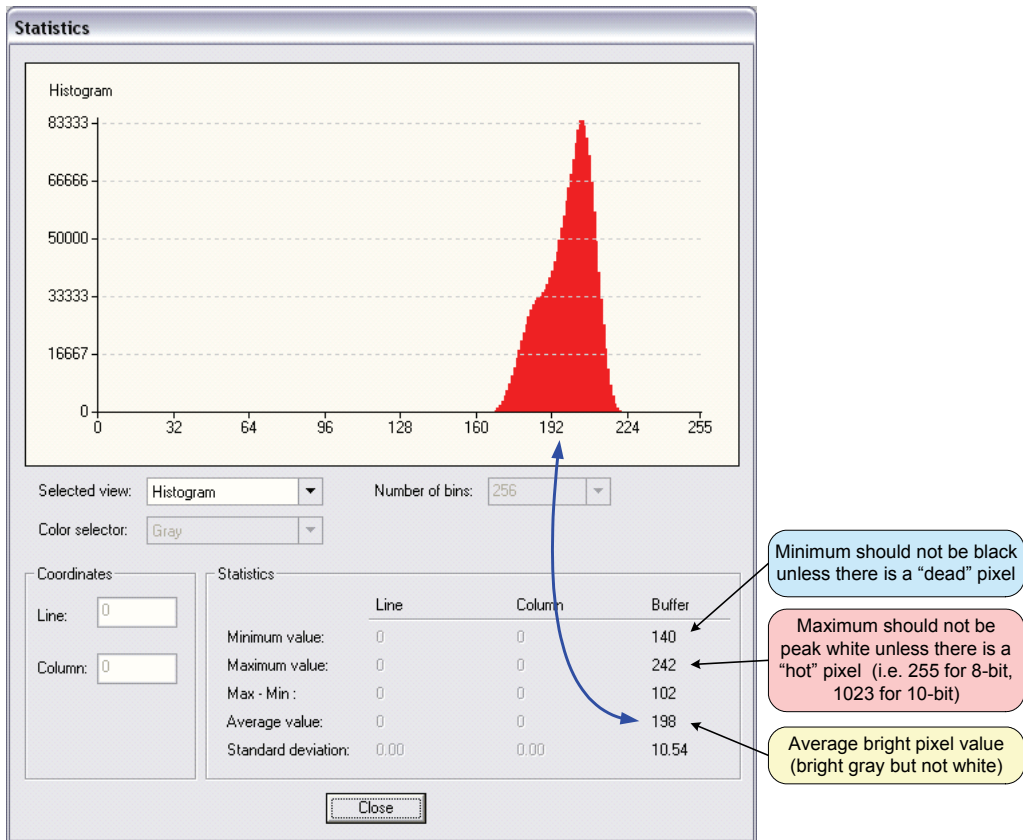 Statistics
Histogram
83333
66666
50000
33333
16667
0
0 32 64 96 128 160 192 224 255
Selected view: Histogram Number of bins: 256
Color selector: Gray
Coordinates
Line: 0
Column: 0
Statistics
Line Column Buffer
Minimum value: 0 0 140
Maximum value: 0 0 242
Max - Min : 0 0 102
Average value: 0 0 198
Standard deviation: 0.00 0.00 10.54
Close
Minimum should not be black
unless there is a “dead” pixel
Maximum should not be
peak white unless there is a
“hot” pixel (i.e. 255 for 8-bit,
1023 for 10-bit)
Average bright pixel value
(bright gray but not white)